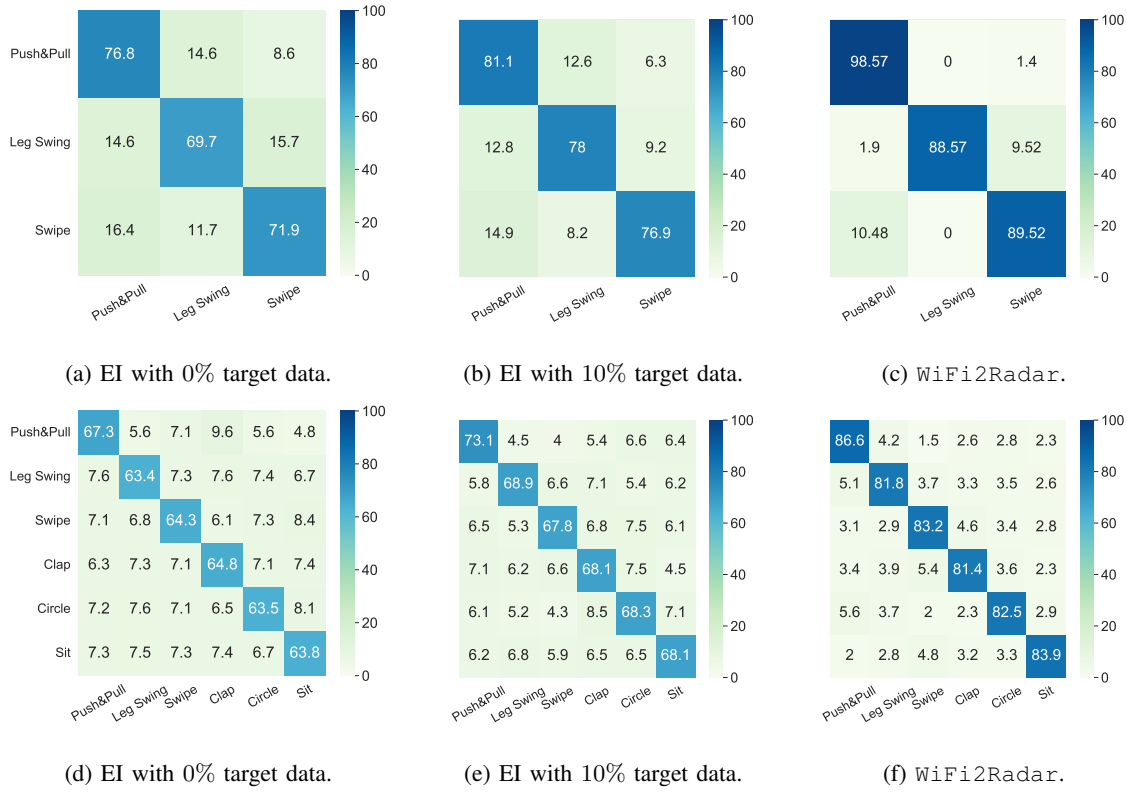 100
Push&Pull 76.8 14.6 8.6
80
60
Leg Swing 14.6 69.7 15.7
40
20
Swipe 16.4 11.7 71.9
0
Push&Pull Leg Swing Swipe
(a) EI with 0% target data.
100
81.1 12.6 6.3
80
60
12.8 78 9.2
40
20
14.9 8.2 76.9
0
Push&Pull Leg Swing Swipe
(b) EI with 10% target data.
100
98.57 0 1.4
80
60
1.9 88.57 9.52
40
20
10.48 0 89.52
0
Push&Pull Leg Swing Swipe
(c) WiFi2Radar.
100
Push&Pull 67.3 5.6 7.1 9.6 5.6 4.8
80
Leg Swing 7.6 63.4 7.3 7.6 7.4 6.7
60
Swipe 7.1 6.8 64.3 6.1 7.3 8.4
Clap 6.3 7.3 7.1 64.8 7.1 7.4
40
Circle 7.2 7.6 7.1 6.5 63.5 8.1
20
Sit 7.3 7.5 7.3 7.4 6.7 63.8
0
Push&Pull Leg Swing Swipe Clap Circle Sit
(d) EI with 0% target data.
100
73.1 4.5 4 5.4 6.6 6.4
80
5.8 68.9 6.6 7.1 5.4 6.2
60
6.5 5.3 67.8 6.8 7.5 6.1
7.1 6.2 6.6 68.1 7.5 4.5
40
6.1 5.2 4.3 8.5 68.3 7.1
20
6.2 6.8 5.9 6.5 6.5 68.1
0
Push&Pull Leg Swing Swipe Clap Circle Sit
(e) EI with 10% target data.
100
86.6 4.2 1.5 2.6 2.8 2.3
80
5.1 81.8 3.7 3.3 3.5 2.6
60
3.1 2.9 83.2 4.6 3.4 2.8
3.4 3.9 5.4 81.4 3.6 2.3
40
5.6 3.7 2 2.3 82.5 2.9
20
2 2.8 4.8 3.2 3.3 83.9
0
Push&Pull Leg Swing Swipe Clap Circle Sit
(f) WiFi2Radar.